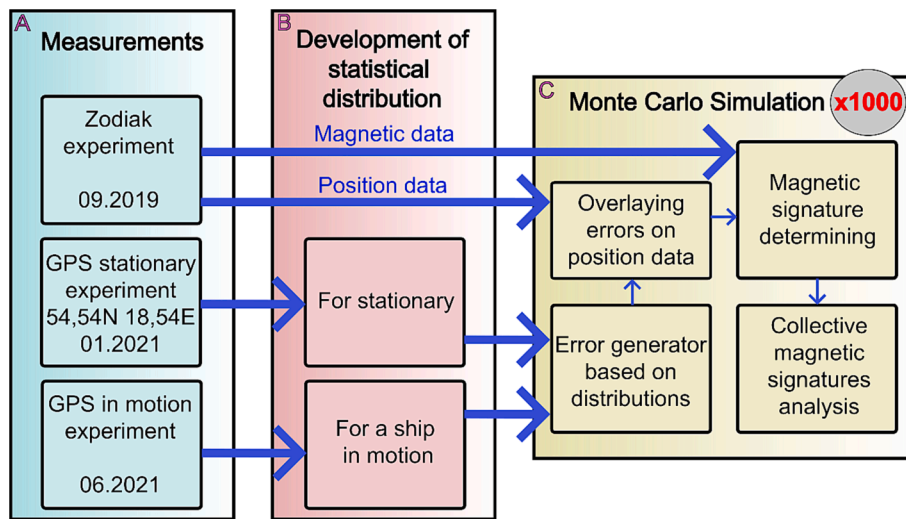 A
Measurements
Zodiak
experiment
09.2019
GPS stationary
experiment
54,54N 18,54E
01.2021
GPS in motion
experiment
06.2021
B
Development of
statistical
distribution
Magnetic data
Position data
For stationary
For a ship
in motion
C
Monte Carlo Simulation
x1000
Overlaying
errors on
position data
Error generator
based on
distributions
Magnetic
signature
determining
Collective
magnetic
signatures
analysis